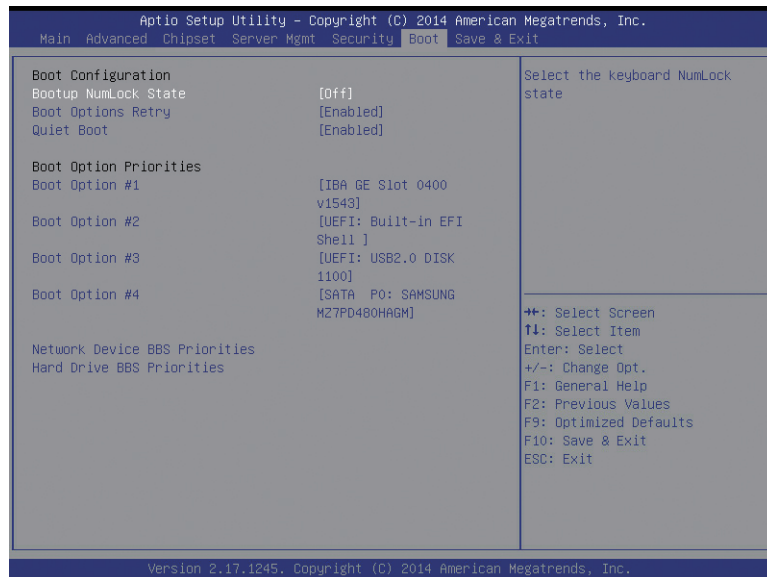 Aptio Setup Utility – Copyright (C) 2014 American Megatrends, Inc.
Main Advanced Chipset Server Mgmt Security Boot Save & Exit
Boot Configuration
Bootup NumLock State [Off]
Boot Options Retry [Enabled]
Quiet Boot [Enabled]
Boot Option Priorities
Boot Option #1 [IBA GE Slot 0400
v1543]
Boot Option #2 [UEFI: Built-in EFI
Shell ]
Boot Option #3 [UEFI: USB2.0 DISK
1100]
Boot Option #4 [SATA P0: SAMSUNG
MZ7PD480HAGM]
Network Device BBS Priorities
Hard Drive BBS Priorities
Select the keyboard NumLock
state
→←: Select Screen
↑↓: Select Item
Enter: Select
+/-: Change Opt.
F1: General Help
F2: Previous Values
F9: Optimized Defaults
F10: Save & Exit
ESC: Exit
Version 2.17.1245. Copyright (C) 2014 American Megatrends, Inc.